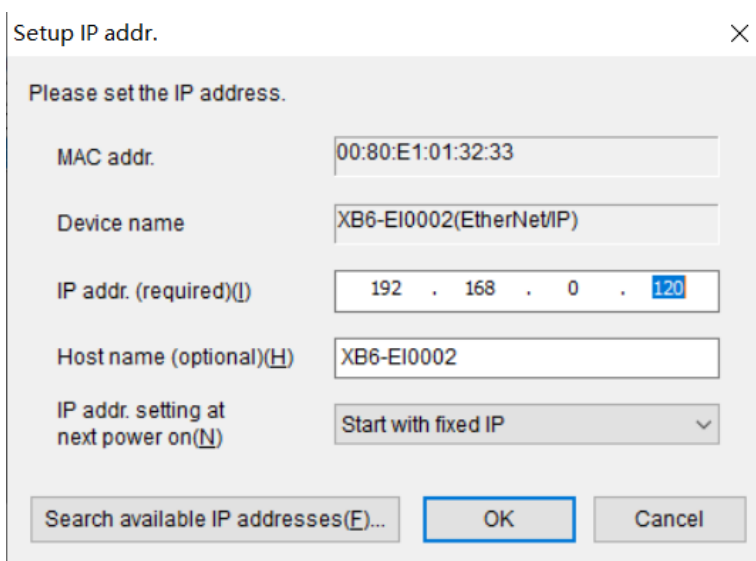 Setup IP addr.
Please set the IP address.
MAC addr.
00:80:E1:01:32:33
Device name
XB6-EI0002(EtherNet/IP)
IP addr. (required)(I)
192 . 168 . 0 . 120
Host name (optional)(H)
XB6-EI0002
IP addr. setting at
next power on(N)
Start with fixed IP
Search available IP addresses(F)...
OK
Cancel